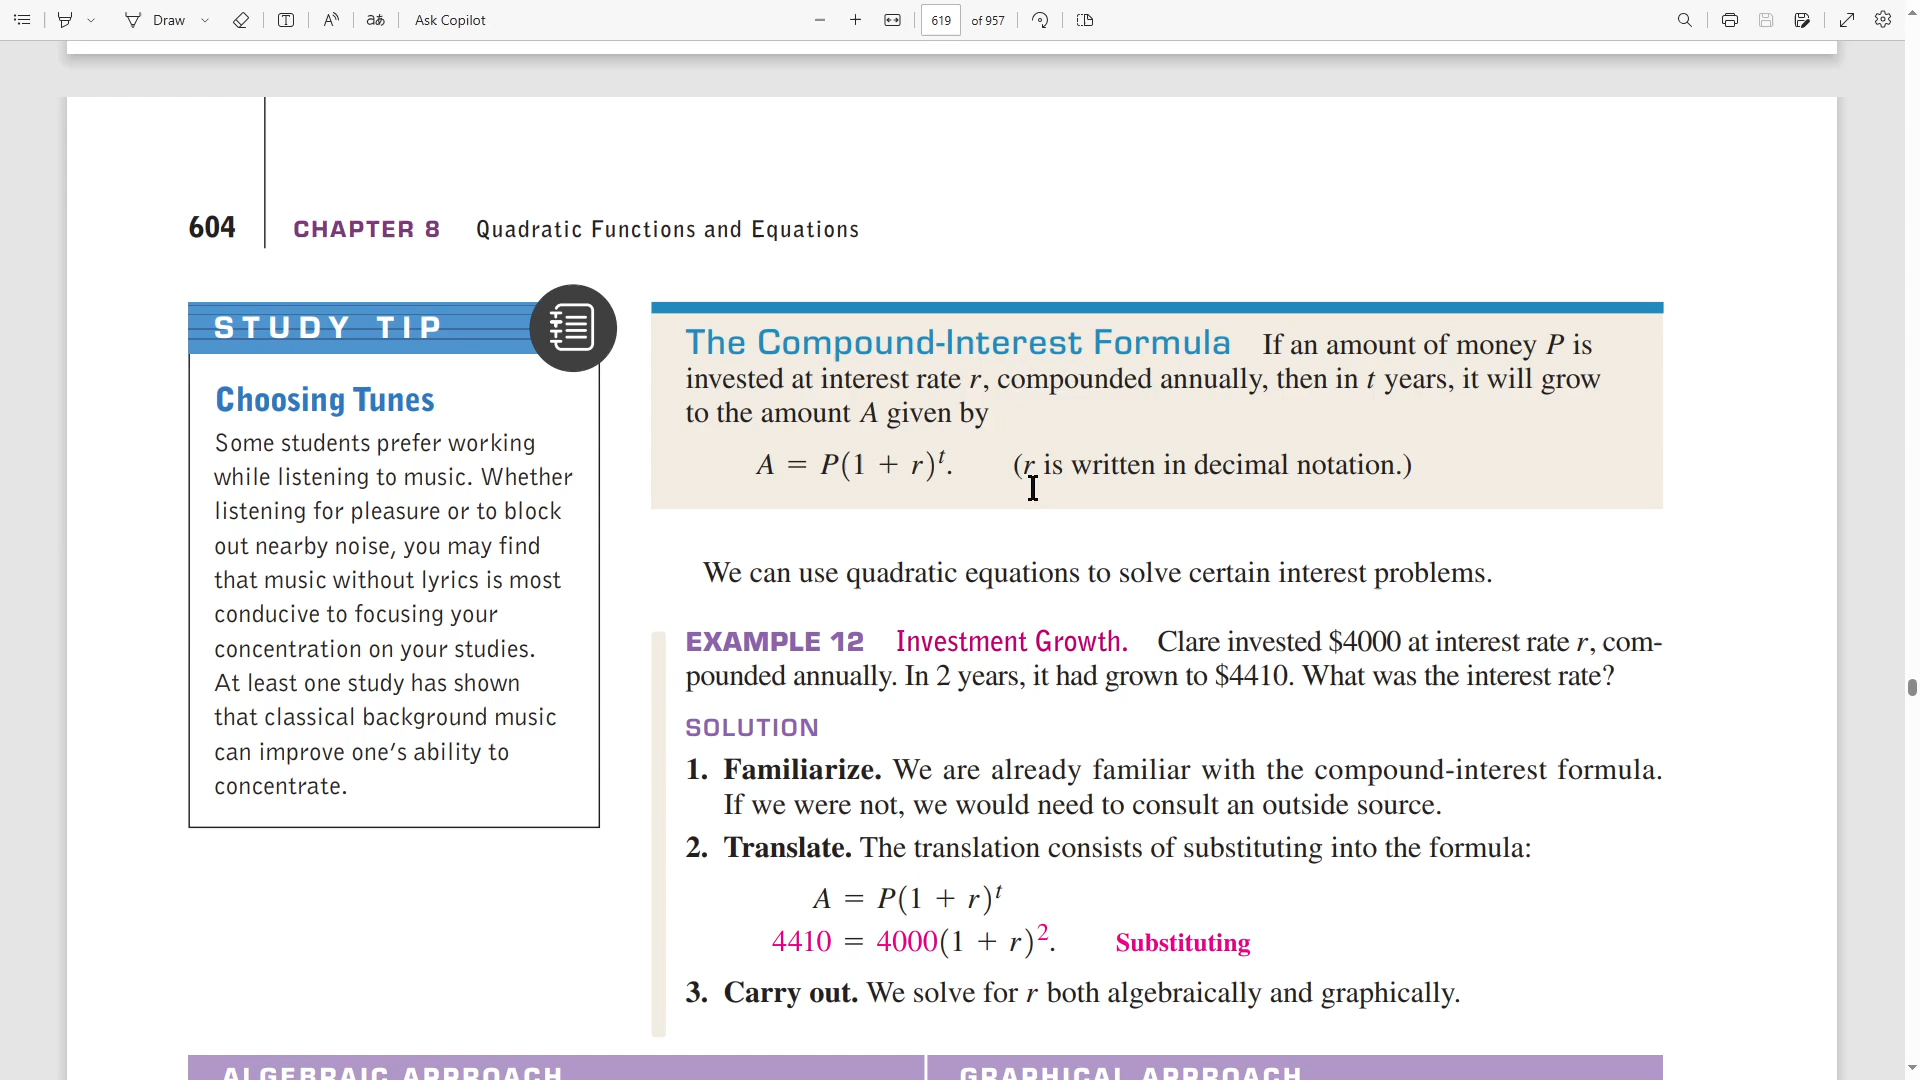 Draw
Ask Copilot
619 of 957
604 CHAPTER 8 Quadratic Functions and Equations
STUDY TIP
Choosing Tunes
Some students prefer working
while listening to music. Whether
listening for pleasure or to block
out nearby noise, you may find
that music without lyrics is most
conducive to focusing your
concentration on your studies.
At least one study has shown
that classical background music
can improve one's ability to
concentrate.
The Compound-Interest Formula If an amount of money P is
invested at interest rate r, compounded annually, then in t years, it will grow
to the amount A given by
A = P(1 + r)^t. (r is written in decimal notation.)
We can use quadratic equations to solve certain interest problems.
EXAMPLE 12 Investment Growth. Clare invested $4000 at interest rate r, com-
pounded annually. In 2 years, it had grown to $4410. What was the interest rate?
SOLUTION
1. Familiarize. We are already familiar with the compound-interest formula.
If we were not, we would need to consult an outside source.
2. Translate. The translation consists of substituting into the formula:
A = P(1 + r)^t
4410 = 4000(1 + r)². Substituting
3. Carry out. We solve for r both algebraically and graphically.
ALGEBRAIC APPROACH
GRAPHICAL APPROACH